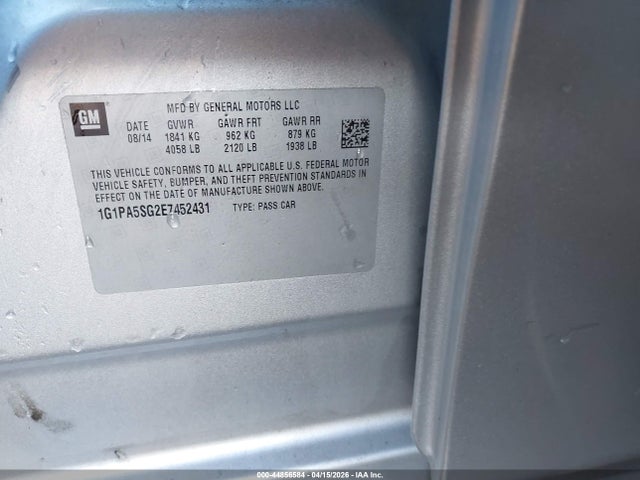 GM
MFD BY GENERAL MOTORS LLC
DATE GVWR GAWR FRT GAWR RR
08/14 1841 KG 962 KG 879 KG
4058 LB 2120 LB 1938 LB
THIS VEHICLE CONFORMS TO ALL APPLICABLE U.S. FEDERAL MOTOR
VEHICLE SAFETY, BUMPER, AND THEFT PREVENTION STANDARDS IN
EFFECT ON THE DATE OF MANUFACTURE SHOWN ABOVE.
1G1PA5SG2E7452431 TYPE: PASS CAR
000-44856584 - 04/15/2026 - IAA Inc.